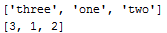 ['three', 'one', 'two']
[3, 1, 2]